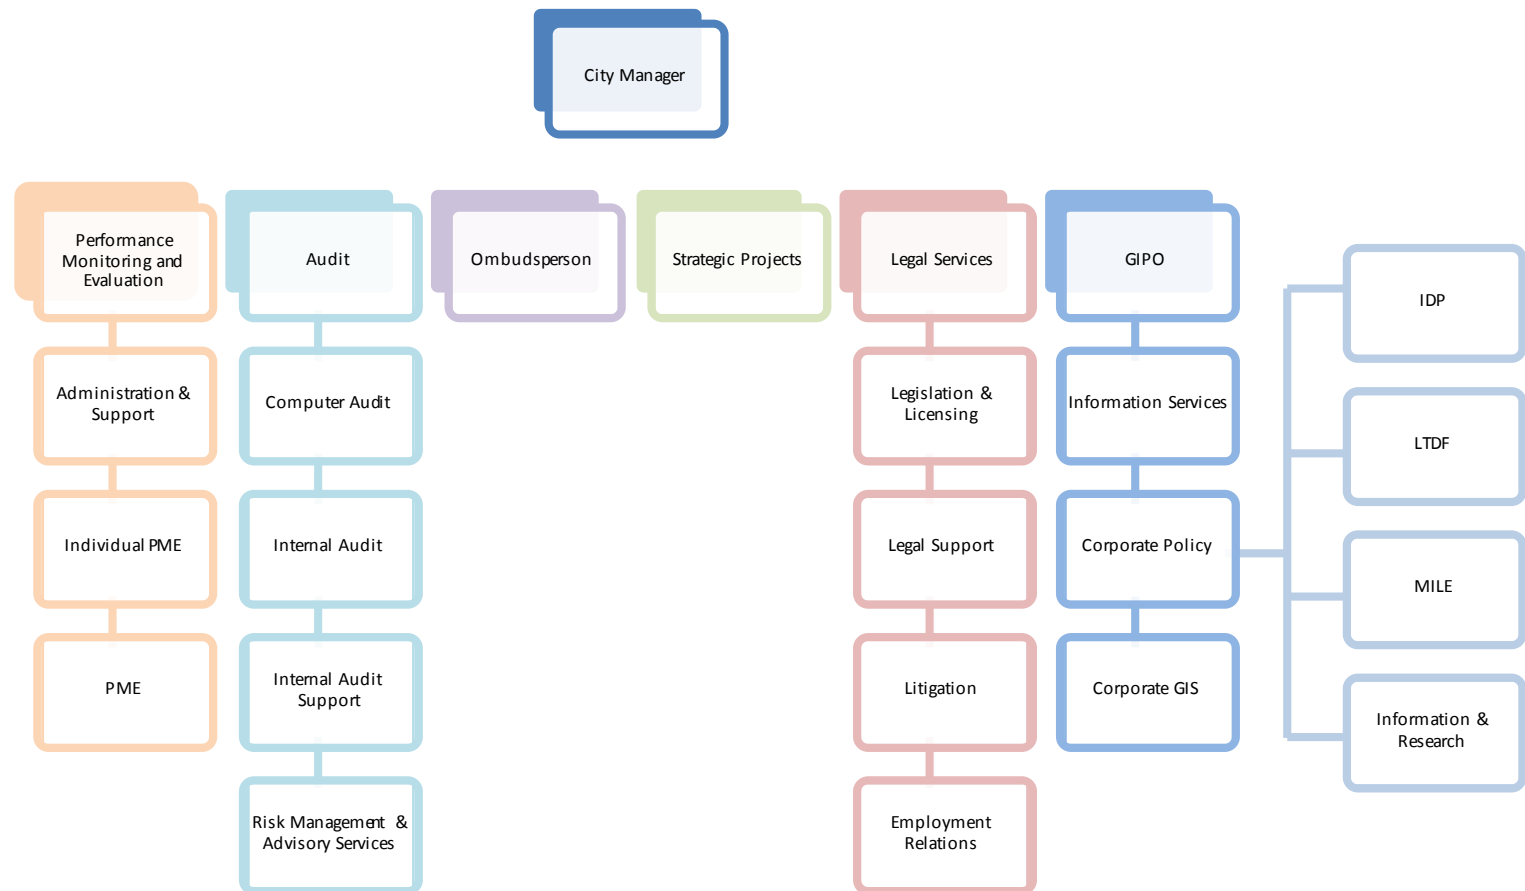 City Manager
Performance
Monitoring and
Evaluation
Audit
Ombudsperson
Strategic Projects
Legal Services
GIPO
Administration &
Support
Computer Audit
Legislation &
Licensing
Information Services
Individual PME
Internal Audit
Legal Support
Corporate Policy
PME
Internal Audit
Support
Litigation
Corporate GIS
Risk Management &
Advisory Services
Employment
Relations
IDP
LTDF
MILE
Information &
Research